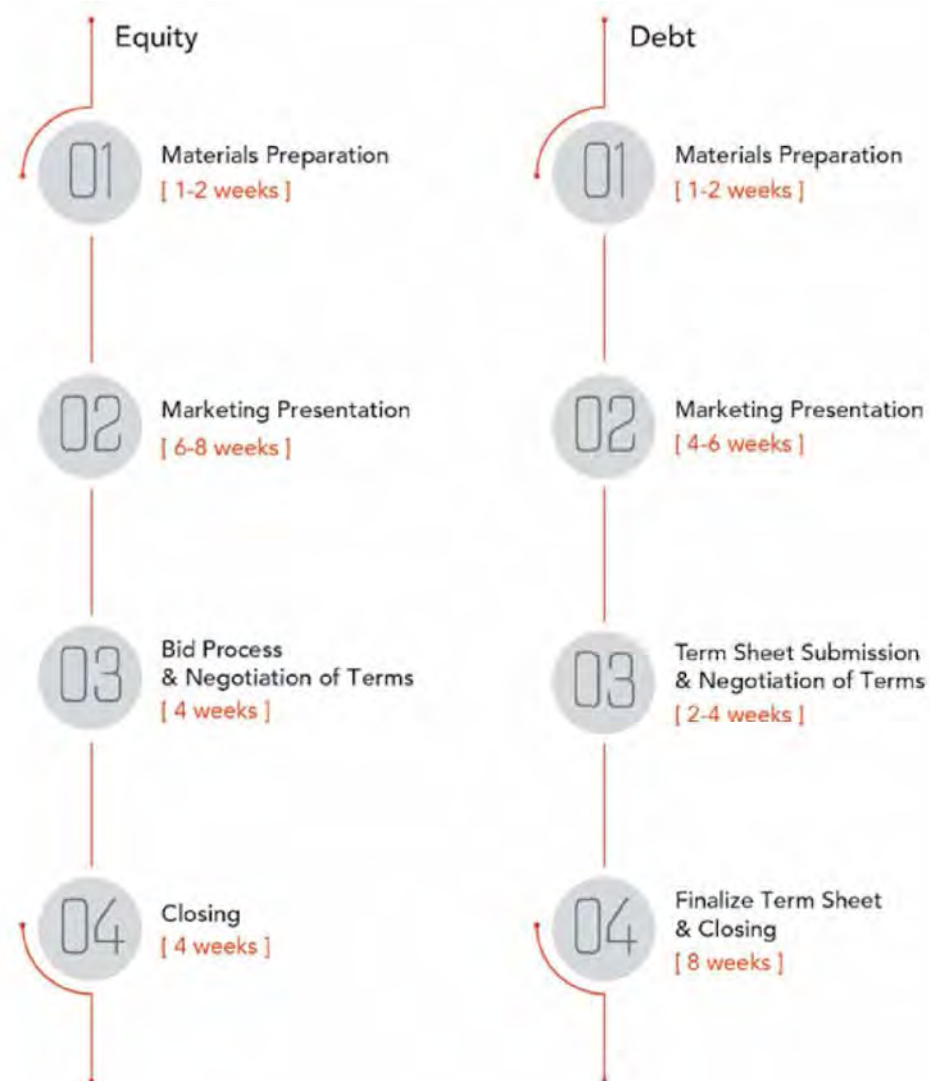 Equity
01
Materials Preparation
[ 1-2 weeks ]
02
Marketing Presentation
[ 6-8 weeks ]
03
Bid Process
& Negotiation of Terms
[ 4 weeks ]
04
Closing
[ 4 weeks ]
Debt
01
Materials Preparation
[ 1-2 weeks ]
02
Marketing Presentation
[ 4-6 weeks ]
03
Term Sheet Submission
& Negotiation of Terms
[ 2-4 weeks ]
04
Finalize Term Sheet
& Closing
[ 8 weeks ]